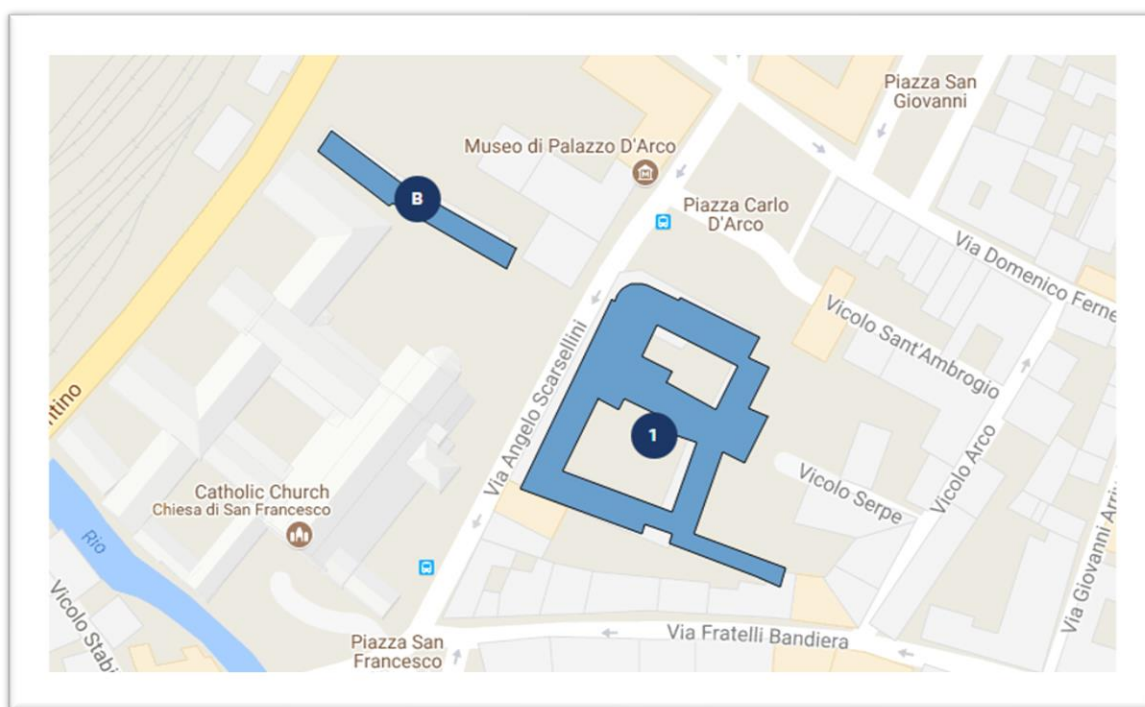 Piazza San
Giovanni
Museo di Palazzo D'Arco
B
Piazza Carlo
D'Arco
Via Domenico Ferne
Vicolo Sant'Ambrogio
Via Angelo Scarsellini
1
ntino
Catholic Church
Chiesa di San Francesco
Vicolo Serpe
Vicolo Arco
Via Giovanni Arriv
Rio
Vicolo Stabi
Piazza San
Francesco
Via Fratelli Bandiera